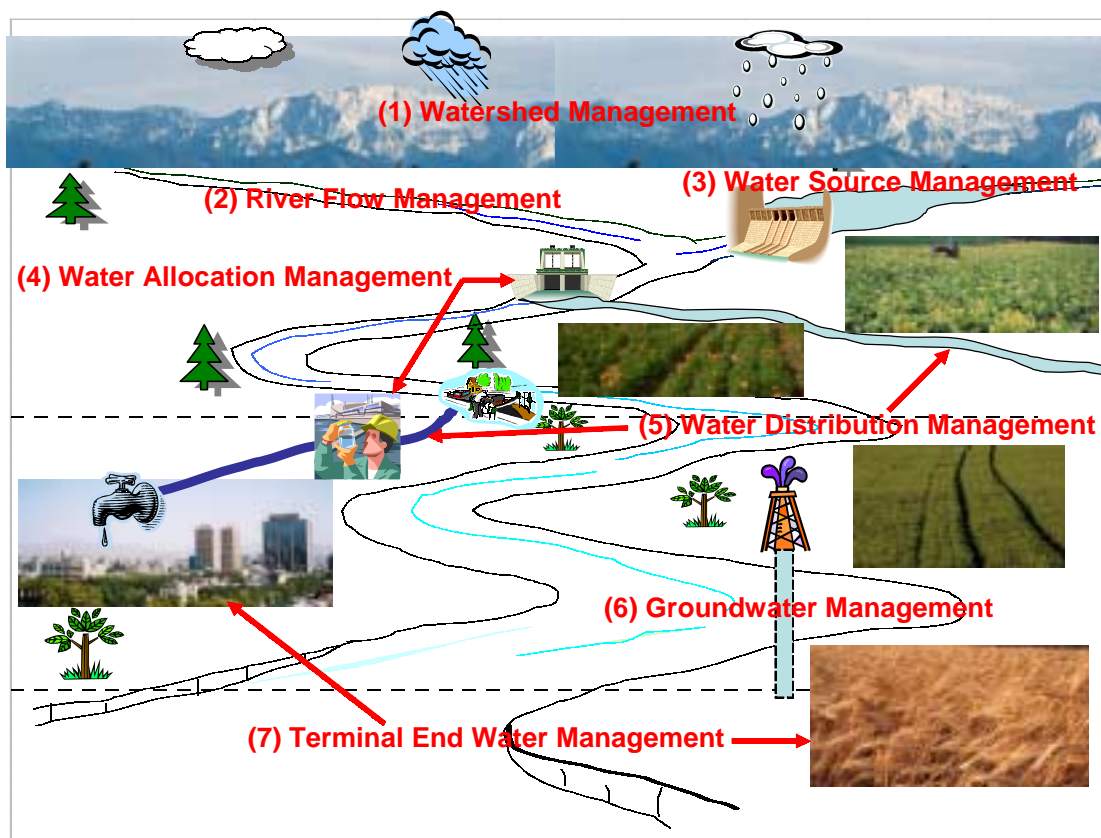 (1) Watershed Management
(2) River Flow Management
(3) Water Source Management
(4) Water Allocation Management
(5) Water Distribution Management
(6) Groundwater Management
(7) Terminal End Water Management